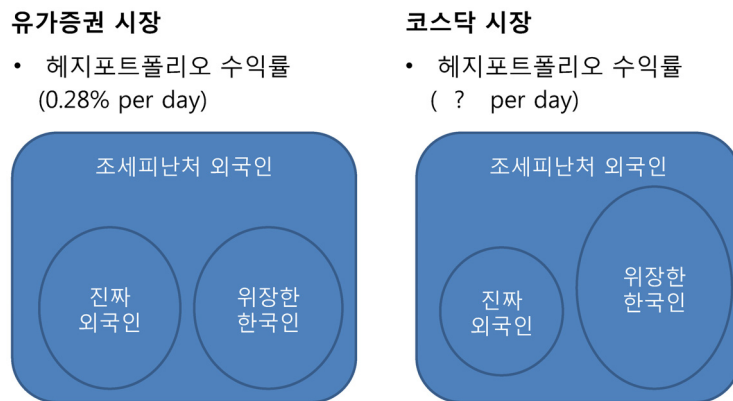 유가증권 시장
• 헤지포트폴리오 수익률
(0.28% per day)
조세피난처 외국인
진짜
외국인
위장한
한국인
코스닥 시장
• 헤지포트폴리오 수익률
( ? per day)
조세피난처 외국인
진짜
외국인
위장한
한국인